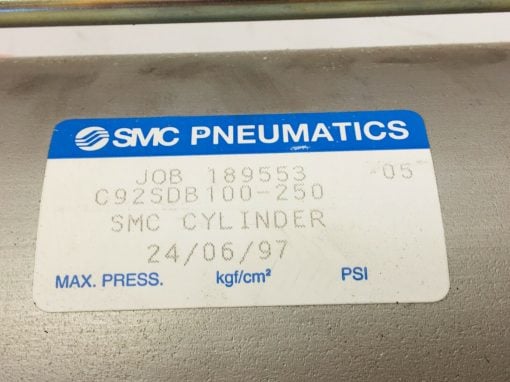 SMC PNEUMATICS
JOB 189553 05
C92SDB100-250
SMC CYLINDER
24/06/97
MAX. PRESS. kgf/cm² PSI